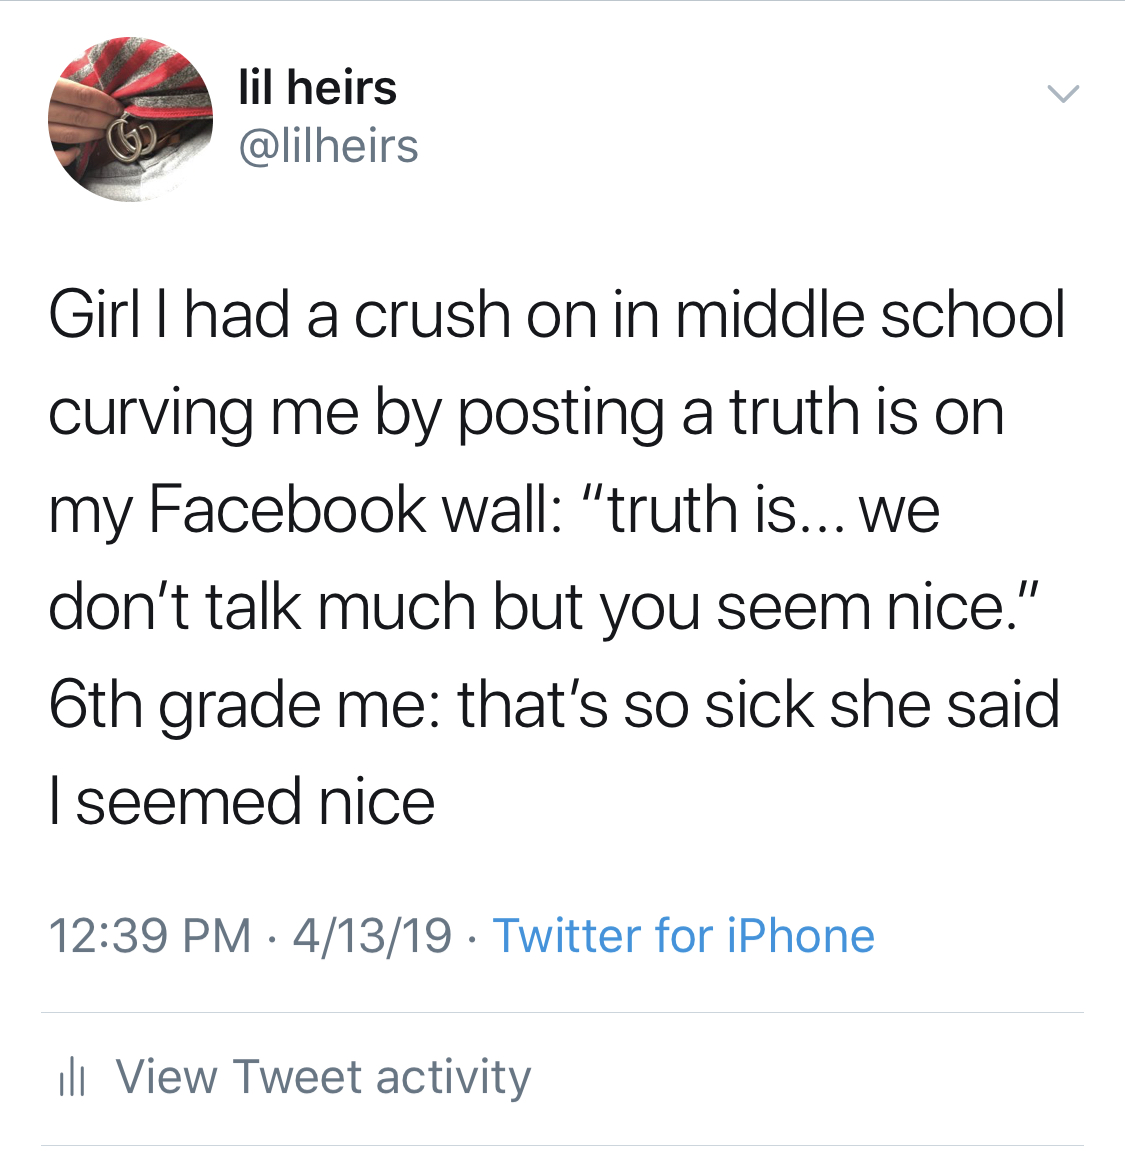 lil heirs
@lilheirs
Girl I had a crush on in middle school
curving me by posting a truth is on
my Facebook wall: “truth is... we
don’t talk much but you seem nice.”
6th grade me: that’s so sick she said
I seemed nice
12:39 PM · 4/13/19 · Twitter for iPhone
View Tweet activity